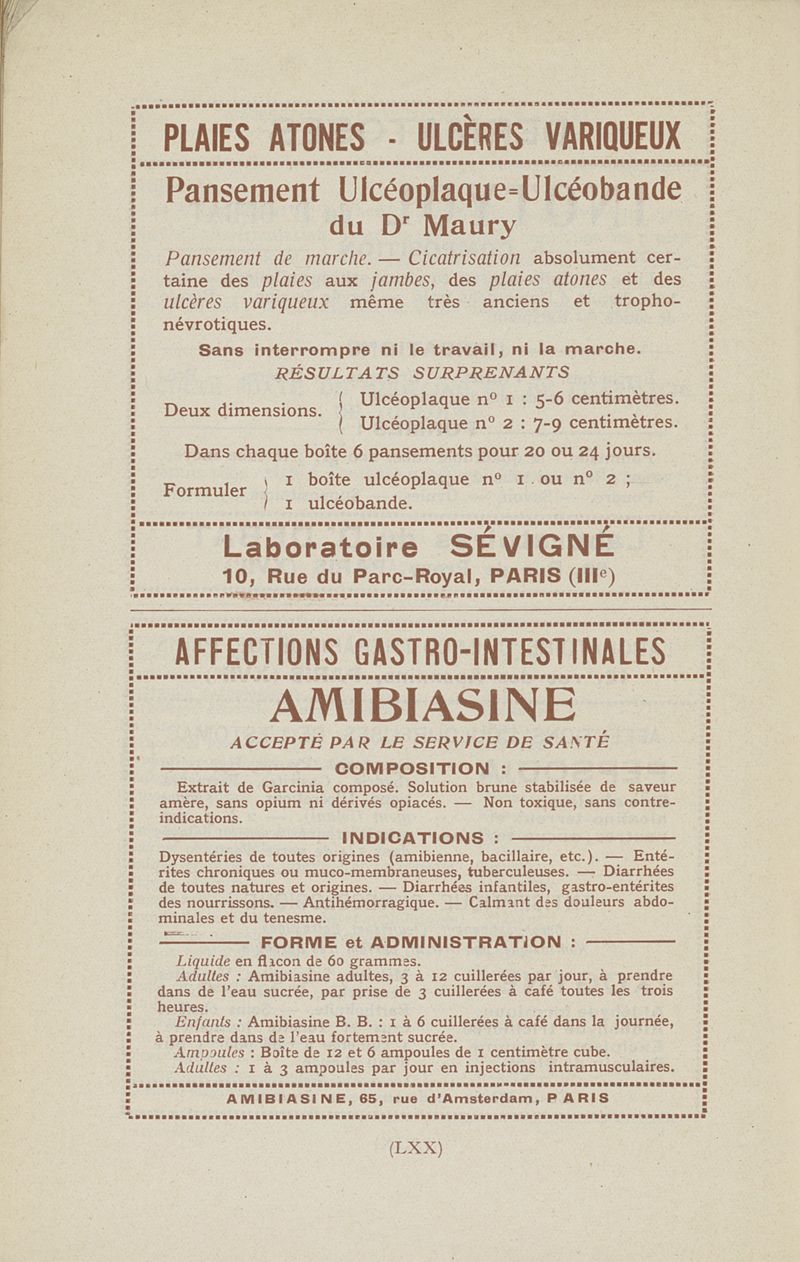 PLAIES ATONES - ULCÈRES VARIQUEUX
Pansement Ulcéoplaque=Ulcéobande
du Dr Maury
Pansement de marche. — Cicatrisation absolument cer-
taine des plaies aux jambes, des plaies atones et des
ulcères variqueux même très anciens et tropho-
névrotiques.
Sans interrompre ni le travail, ni la marche.
RÉSULTATS SURPRENANTS
Deux dimensions. { Ulcéoplaque no 1 : 5-6 centimètres.
Ulcéoplaque no 2 : 7-9 centimètres.
Dans chaque boîte 6 pansements pour 20 ou 24 jours.
Formuler { 1 boîte ulcéoplaque no 1 ou no 2 ;
1 ulcéobande.
Laboratoire SÉVIGNÉ
10, Rue du Parc-Royal, PARIS (IIIe)
AFFECTIONS GASTRO-INTESTINALES
AMIBIASINE
ACCEPTÉ PAR LE SERVICE DE SANTÉ
COMPOSITION :
Extrait de Garcinia composé. Solution brune stabilisée de saveur
amère, sans opium ni dérivés opiacés. — Non toxique, sans contre-
indications.
INDICATIONS :
Dysentéries de toutes origines (amibienne, bacillaire, etc.). — Enté-
rites chroniques ou muco-membraneuses, tuberculeuses. — Diarrhées
de toutes natures et origines. — Diarrhées infantiles, gastro-entérites
des nourrissons. — Antihémorragique. — Calmant des douleurs abdo-
minales et du tenesme.
FORME et ADMINISTRATION :
Liquide en flacon de 60 grammes.
Adultes : Amibiasine adultes, 3 à 12 cuillerées par jour, à prendre
dans de l'eau sucrée, par prise de 3 cuillerées à café toutes les trois
heures.
Enfants : Amibiasine B. B. : 1 à 6 cuillerées à café dans la journée,
à prendre dans de l'eau fortement sucrée.
Ampoules : Boîte de 12 et 6 ampoules de 1 centimètre cube.
Adultes : 1 à 3 ampoules par jour en injections intramusculaires.
AMIBIASINE, 65, rue d'Amsterdam, PARIS
(LXX)